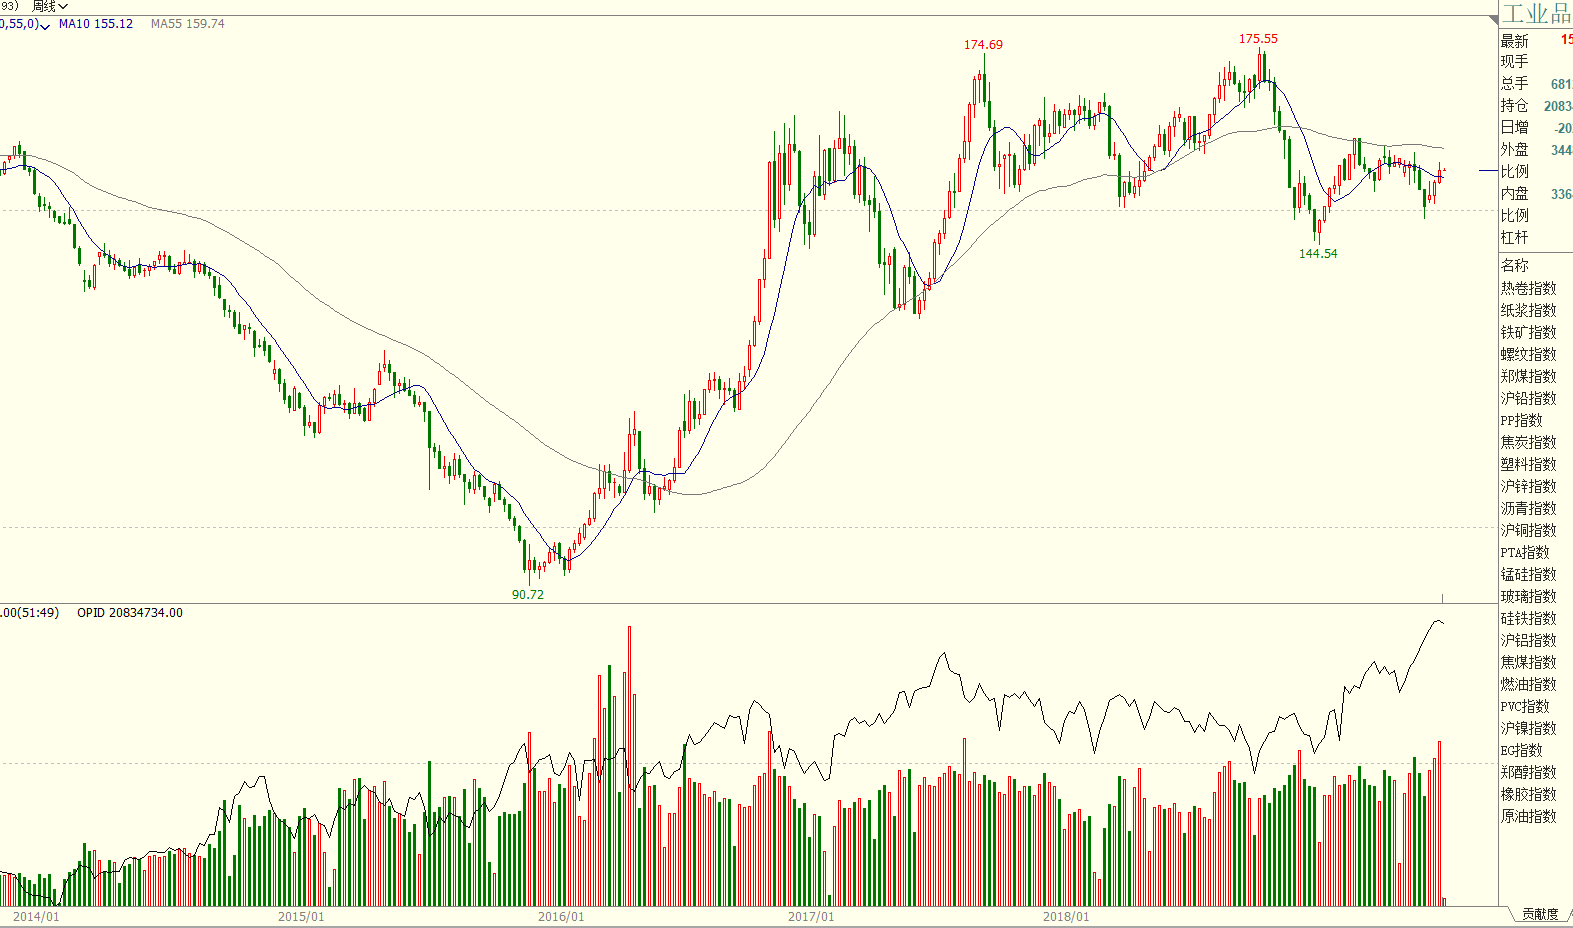 93) 周线
0,55,0) MA10 155.12 MA55 159.74
工业品
174.69
175.55
最新 15
现手
总手 681
持仓 2083
日增 -20
外盘 344
比例
内盘 336
比例
杠杆
144.54
名称
热卷指数
纸浆指数
铁矿指数
螺纹指数
郑煤指数
沪铅指数
PP指数
焦炭指数
塑料指数
沪锌指数
沥青指数
沪铜指数
PTA指数
锰硅指数
玻璃指数
90.72
.00(51:49) OPID 20834734.00
硅铁指数
沪铝指数
焦煤指数
燃油指数
PVC指数
沪镍指数
EG指数
郑醇指数
橡胶指数
原油指数
2014/01 2015/01 2016/01 2017/01 2018/01
贡献度